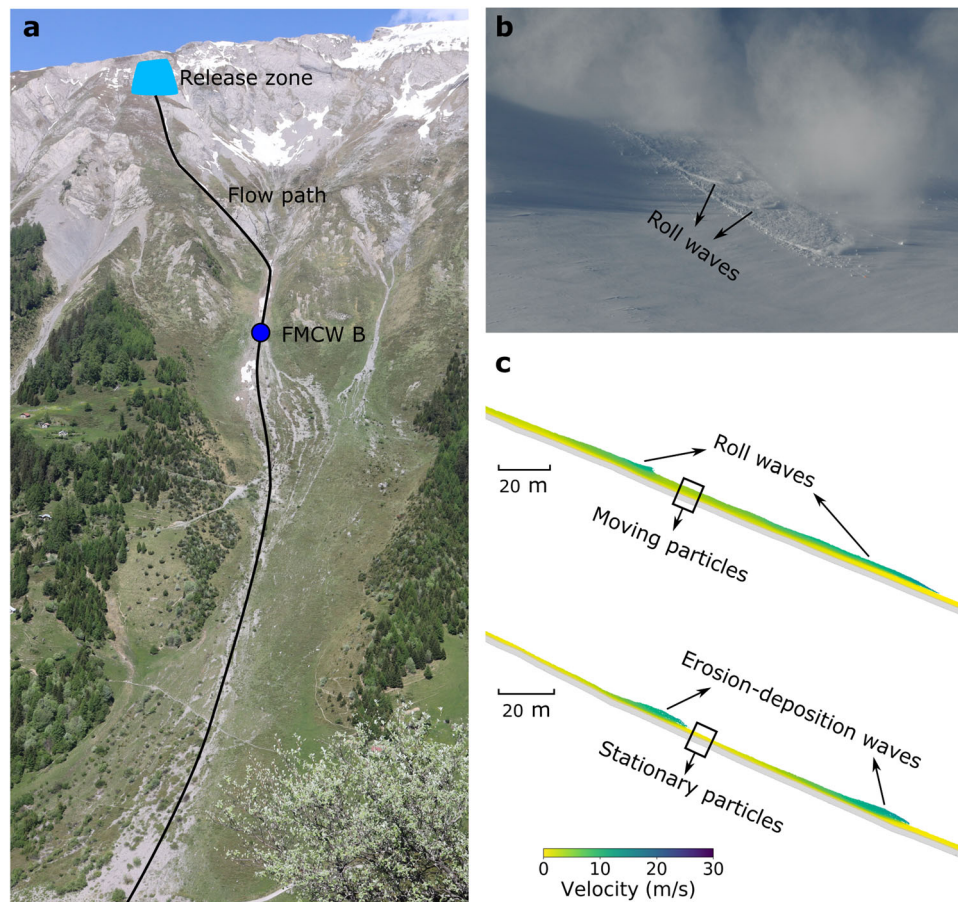 a
Release zone
Flow path
FMCW B
b
Roll waves
c
Roll waves
20 m
Moving particles
Erosion-deposition waves
20 m
Stationary particles
0 10 20 30
Velocity (m/s)